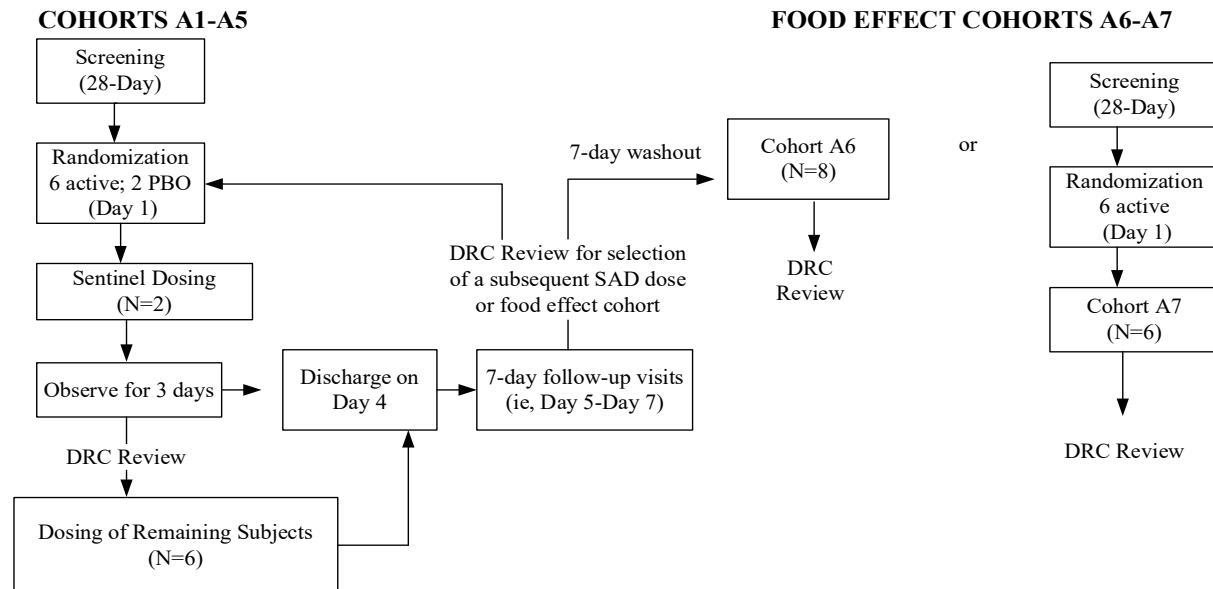 COHORTS A1-A5
Screening
(28-Day)
Randomization
6 active; 2 PBO
(Day 1)
Sentinel Dosing
(N=2)
Observe for 3 days
DRC Review
Dosing of Remaining Subjects
(N=6)
Discharge on
Day 4
7-day follow-up visits
(ie, Day 5-Day 7)
DRC Review for selection
of a subsequent SAD dose
or food effect cohort
7-day washout
FOOD EFFECT COHORTS A6-A7
Cohort A6
(N=8)
DRC
Review
or
Screening
(28-Day)
Randomization
6 active
(Day 1)
Cohort A7
(N=6)
DRC Review